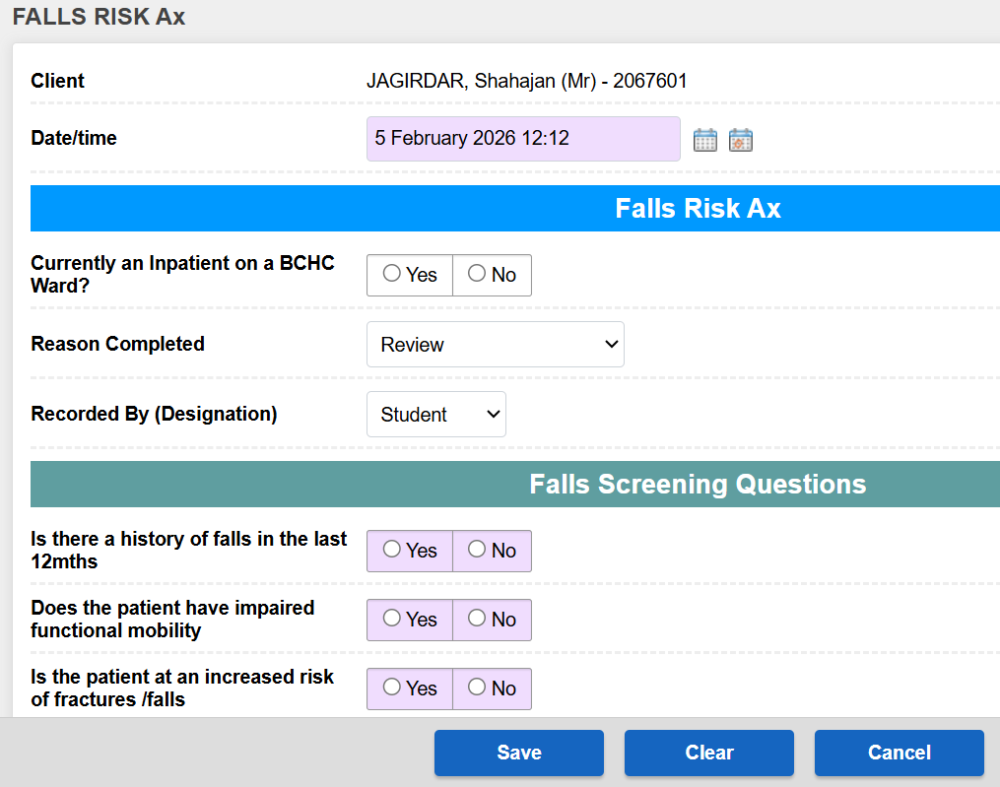 FALLS RISK Ax
Client
JAGIRDAR, Shahajan (Mr) - 2067601
Date/time
5 February 2026 12:12
Falls Risk Ax
Currently an Inpatient on a BCHC
Ward?
Yes No
Reason Completed
Review
Recorded By (Designation)
Student
Falls Screening Questions
Is there a history of falls in the last
12mths
Yes No
Does the patient have impaired
functional mobility
Yes No
Is the patient at an increased risk
of fractures /falls
Yes No
Save Clear Cancel